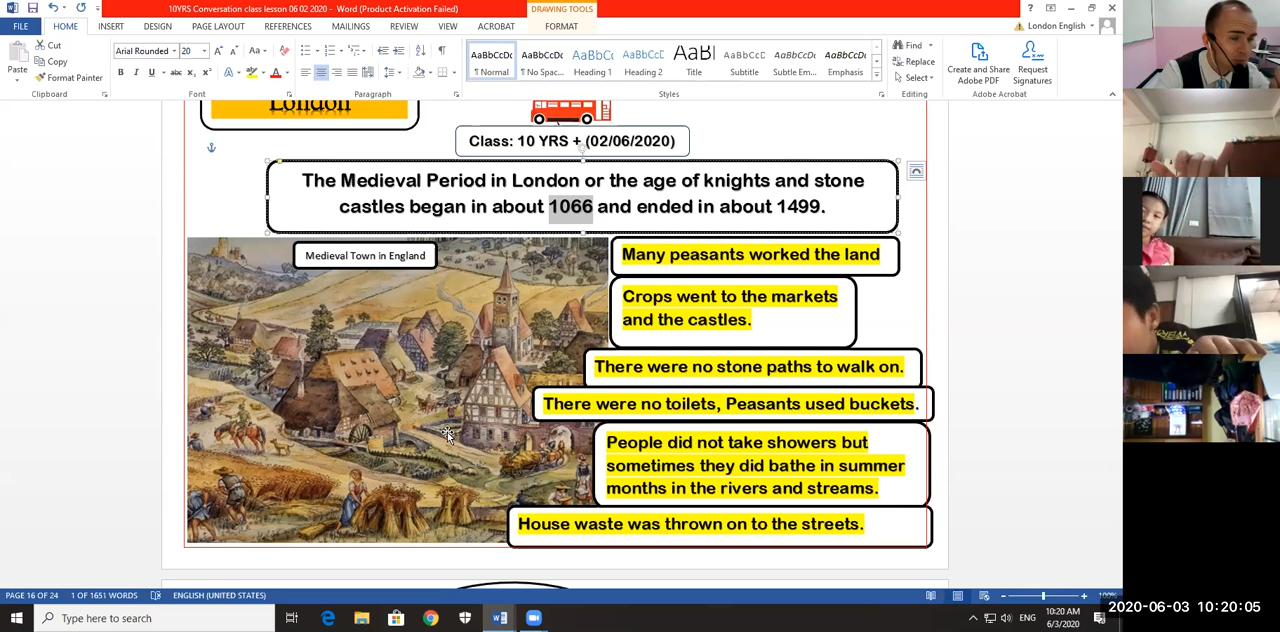 10YRS Conversation class lesson 06 02 2020 - Word (Product Activation Failed)
DRAWING TOOLS
FILE HOME INSERT DESIGN PAGE LAYOUT REFERENCES MAILINGS REVIEW VIEW ACROBAT FORMAT London English
Paste
Cut
Copy
Format Painter
Clipboard
Arial Rounded 20
Font
Paragraph
AaBbCcDc AaBbCcDc AaBbCc AaBbCcC AaBl AaBbCcC AaBbCcDc AaBbCcDc
¶ Normal ¶ No Spac... Heading 1 Heading 2 Title Subtitle Subtle Em... Emphasis
Styles
Find
Replace
Select
Editing
Create and Share
Adobe PDF
Request
Signatures
Adobe Acrobat
London
Class: 10 YRS + (02/06/2020)
The Medieval Period in London or the age of knights and stone
castles began in about 1066 and ended in about 1499.
Medieval Town in England
Many peasants worked the land
Crops went to the markets
and the castles.
There were no stone paths to walk on.
There were no toilets, Peasants used buckets.
People did not take showers but
sometimes they did bathe in summer
months in the rivers and streams.
House waste was thrown on to the streets.
PAGE 16 OF 24 1 OF 1651 WORDS ENGLISH (UNITED STATES) 100%
Type here to search
ENG
10:20 AM
6/3/2020
2020-06-03 10:20:05